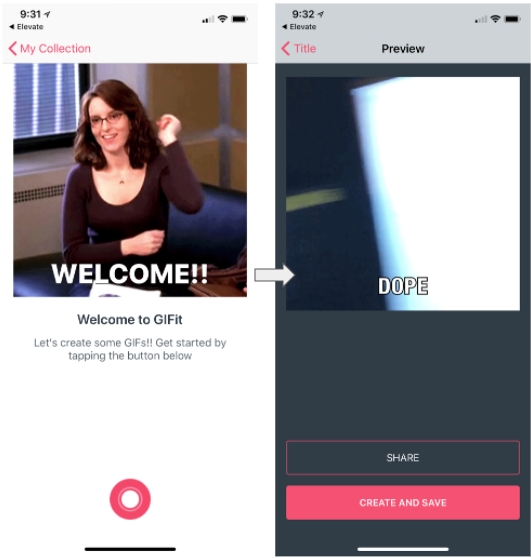 9:31
Elevate
My Collection
WELCOME!!
Welcome to GIFit
Let's create some GIFs!! Get started by
tapping the button below
9:32
Elevate
Title
Preview
DOPE
SHARE
CREATE AND SAVE